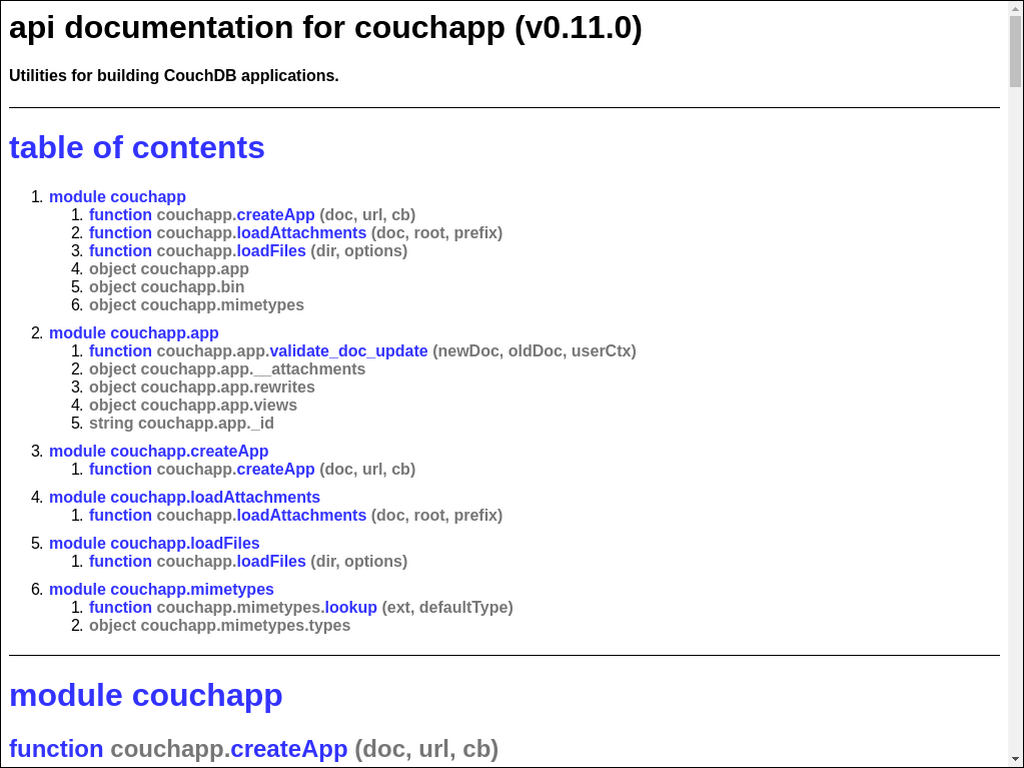 api documentation for couchapp (v0.11.0)
Utilities for building CouchDB applications.
table of contents
1. module couchapp
1. function couchapp.createApp (doc, url, cb)
2. function couchapp.loadAttachments (doc, root, prefix)
3. function couchapp.loadFiles (dir, options)
4. object couchapp.app
5. object couchapp.bin
6. object couchapp.mimetypes
2. module couchapp.app
1. function couchapp.app.validate_doc_update (newDoc, oldDoc, userCtx)
2. object couchapp.app.__attachments
3. object couchapp.app.rewrites
4. object couchapp.app.views
5. string couchapp.app._id
3. module couchapp.createApp
1. function couchapp.createApp (doc, url, cb)
4. module couchapp.loadAttachments
1. function couchapp.loadAttachments (doc, root, prefix)
5. module couchapp.loadFiles
1. function couchapp.loadFiles (dir, options)
6. module couchapp.mimetypes
1. function couchapp.mimetypes.lookup (ext, defaultType)
2. object couchapp.mimetypes.types
module couchapp
function couchapp.createApp (doc, url, cb)